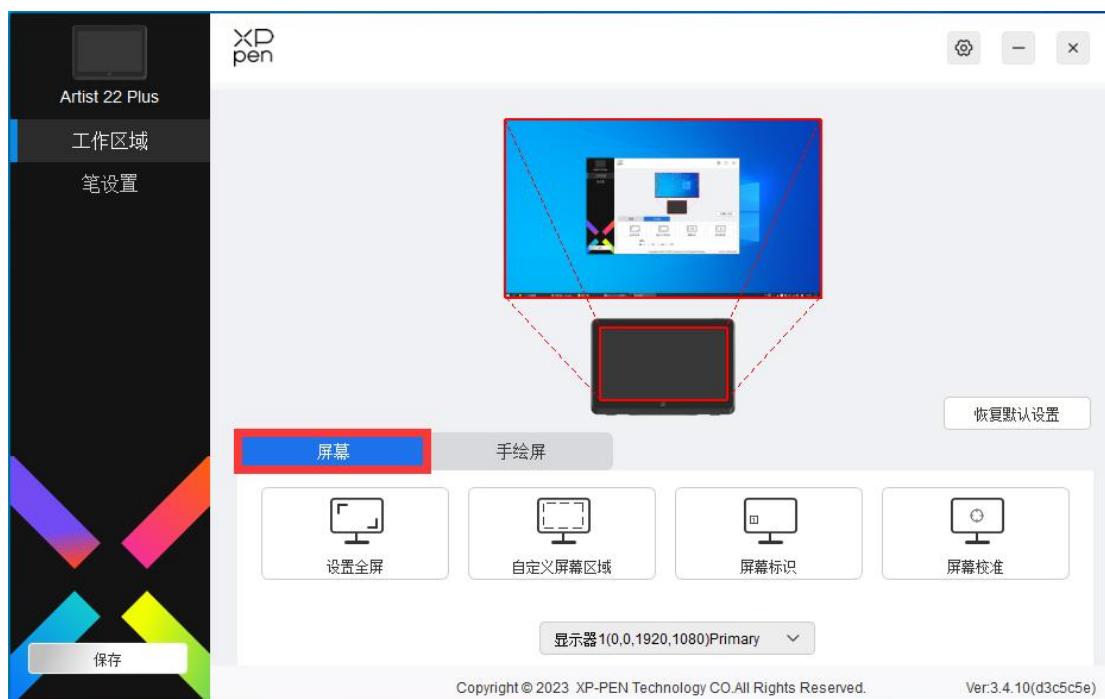 XP
pen
Artist 22 Plus
工作区域
笔设置
恢复默认设置
屏幕
手绘屏
设置全屏
自定义屏幕区域
屏幕标识
屏幕校准
显示器1(0,0,1920,1080)Primary
保存
Copyright © 2023 XP-PEN Technology CO.All Rights Reserved.
Ver:3.4.10(d3c5c5e)